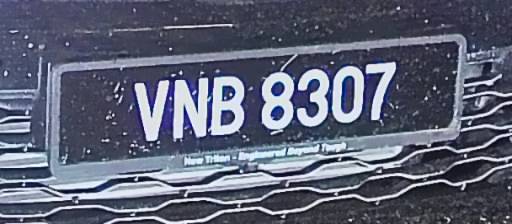 VNB 8307
New Triton - Engineered Beyond Tough